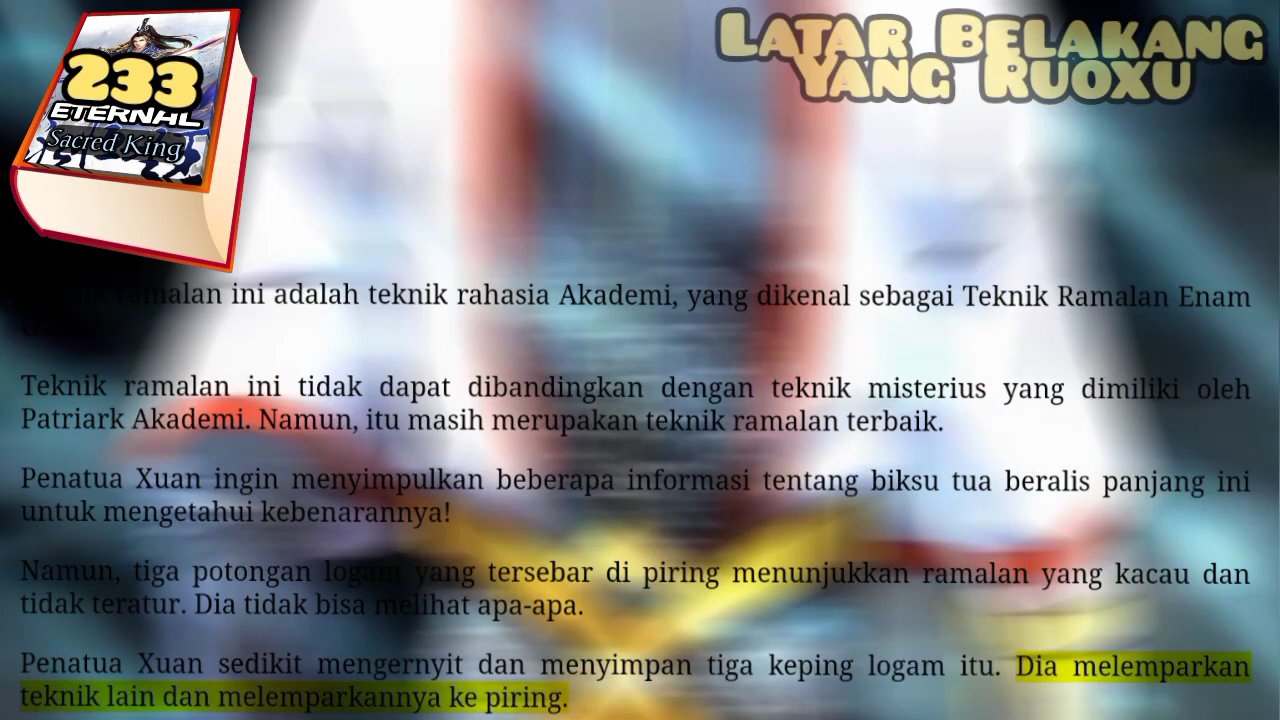 233
ETERNAL
Sacred King
LATAR BELAKANG
YANG RUOXU
ramalan ini adalah teknik rahasia Akademi, yang dikenal sebagai Teknik Ramalan Enam
Teknik ramalan ini tidak dapat dibandingkan dengan teknik misterius yang dimiliki oleh
Patriark Akademi. Namun, itu masih merupakan teknik ramalan terbaik.
Penatua Xuan ingin menyimpulkan beberapa informasi tentang biksu tua beralis panjang ini
untuk mengetahui kebenarannya!
Namun, tiga potongan logam yang tersebar di piring menunjukkan ramalan yang kacau dan
tidak teratur. Dia tidak bisa melihat apa-apa.
Penatua Xuan sedikit mengernyit dan menyimpan tiga keping logam itu. Dia melemparkan
teknik lain dan melemparkannya ke piring.